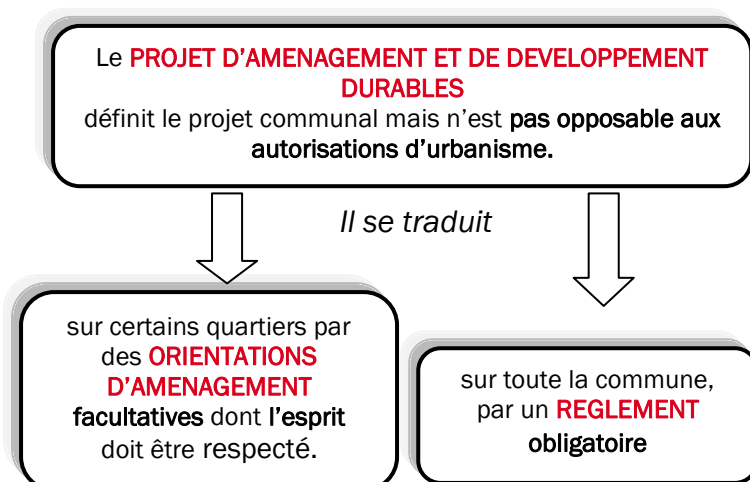 Le PROJET D'AMENAGEMENT ET DE DEVELOPPEMENT
DURABLES
définit le projet communal mais n'est pas opposable aux
autorisations d'urbanisme.
Il se traduit
sur certains quartiers par
des ORIENTATIONS
D'AMENAGEMENT
facultatives dont l'esprit
doit être respecté.
sur toute la commune,
par un REGLEMENT
obligatoire